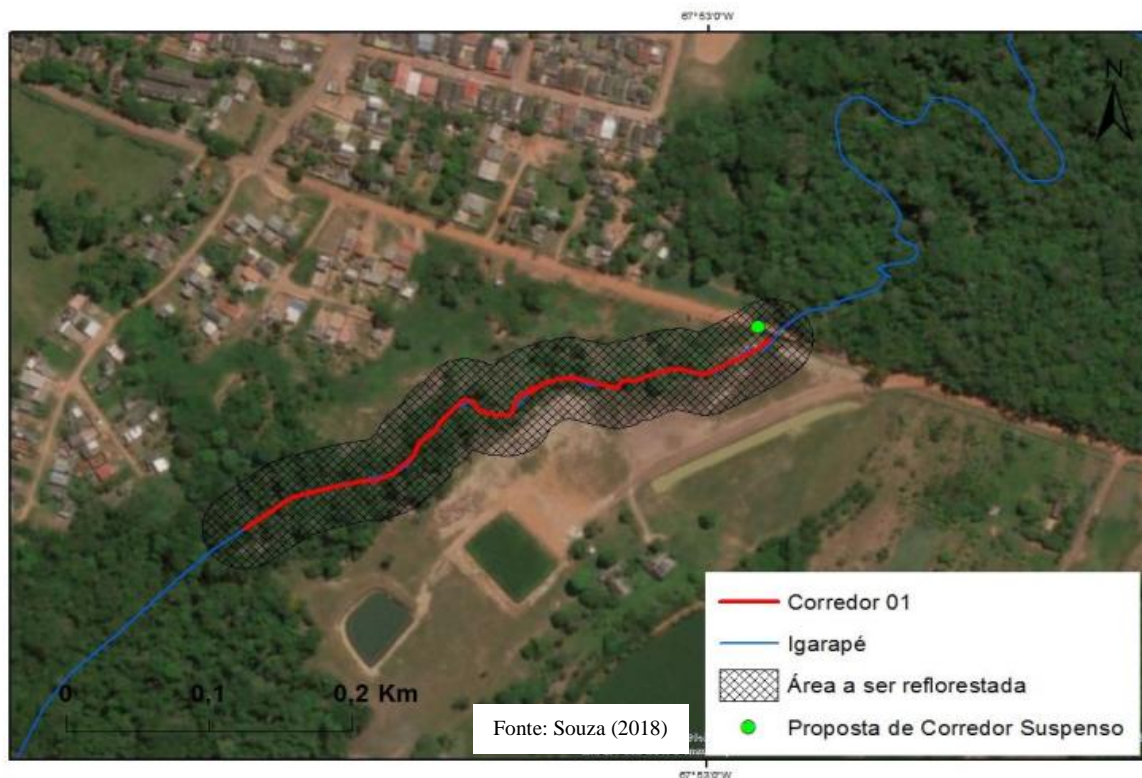 67°53'0"W
N
Corredor 01
Igarapé
Área a ser reflorestada
Proposta de Corredor Suspenso
0 0,1 0,2 Km
Fonte: Souza (2018)
67°53'0"W